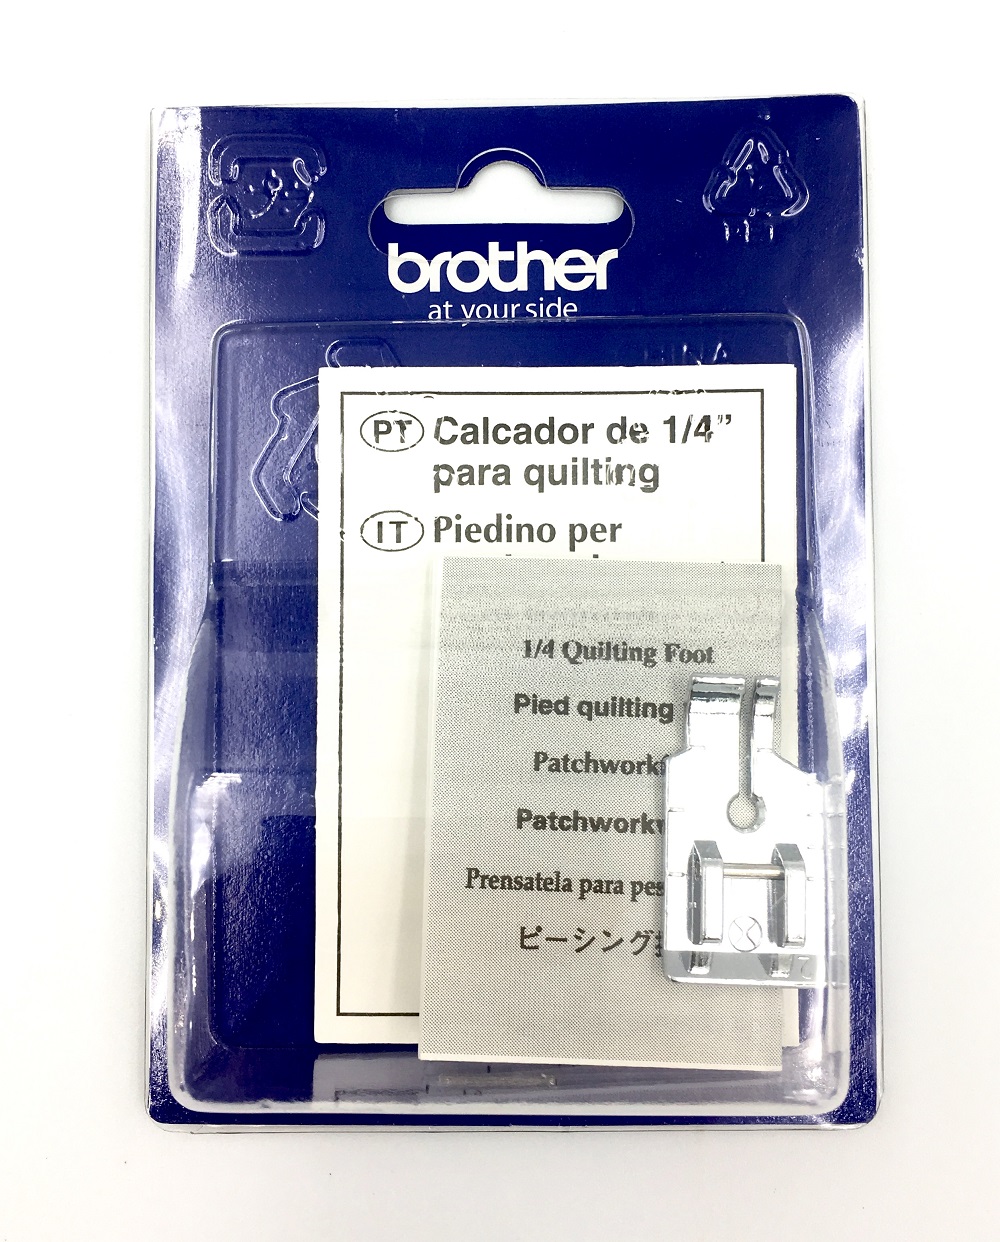 brother
at your side
PT Calcador de 1/4”
para quilting
IT Piedino per
1/4 Quilting Foot
Pied quilting
Patchwork
Patchwork
Prensatela para
ピーシング